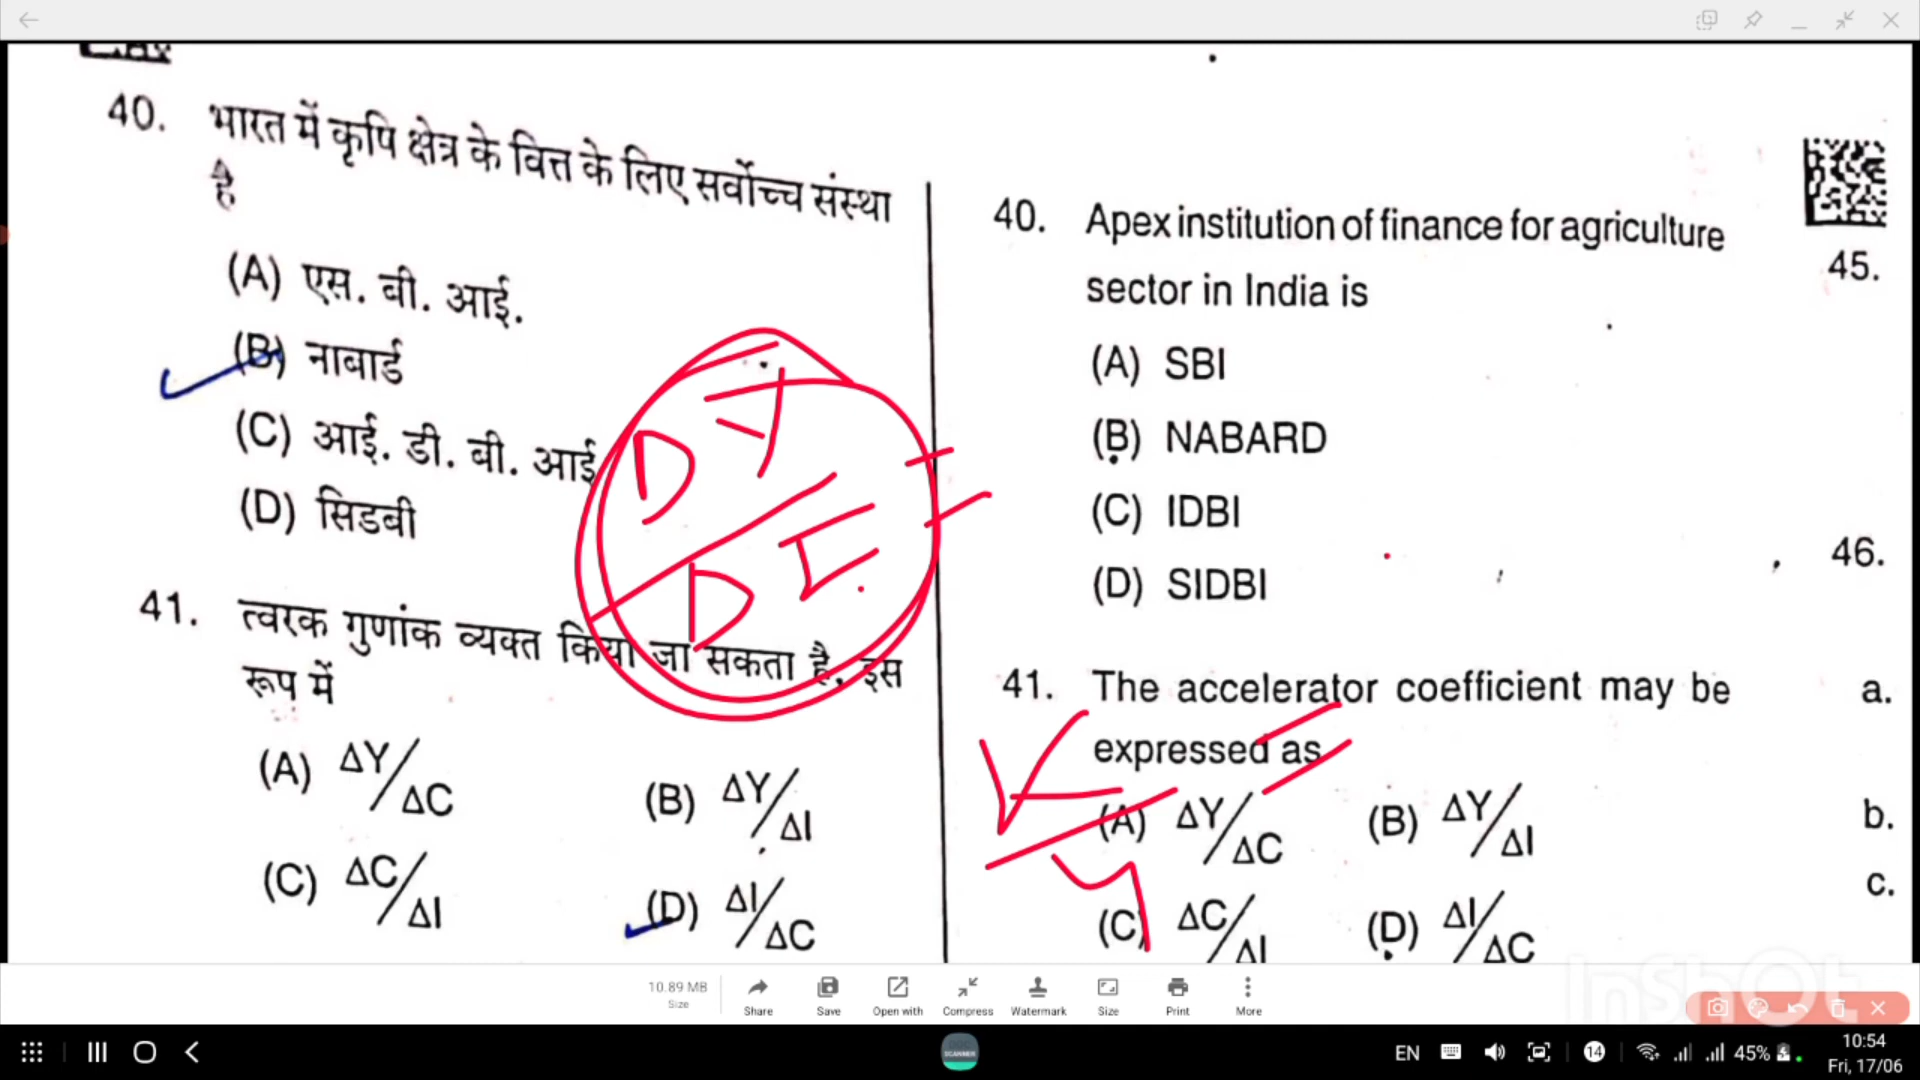 40. भारत में कृषि क्षेत्र के वित्त के लिए सर्वोच्च संस्था
है
(A) एस. बी. आई.
(B) नाबार्ड
(C) आई. डी. बी. आई
(D) सिडबी
41. त्वरक गुणांक व्यक्त किया जा सकता है, इस
रूप में
(A) ΔY/ΔC
(B) ΔY/ΔI
(C) ΔC/ΔI
(D) ΔI/ΔC
D Y
D I
40. Apex institution of finance for agriculture
sector in India is
(A) SBI
(B) NABARD
(C) IDBI
(D) SIDBI
41. The accelerator coefficient may be
expressed as
(A) ΔY/ΔC
(B) ΔY/ΔI
(C) ΔC/ΔI
(D) ΔI/ΔC
K
Y
45.
46.
a.
b.
c.
10.89 MB
Size
Share
Save
Open with
Compress
Watermark
Size
Print
More
InShOt
SCANNER
EN
14
45%
10:54
Fri, 17/06